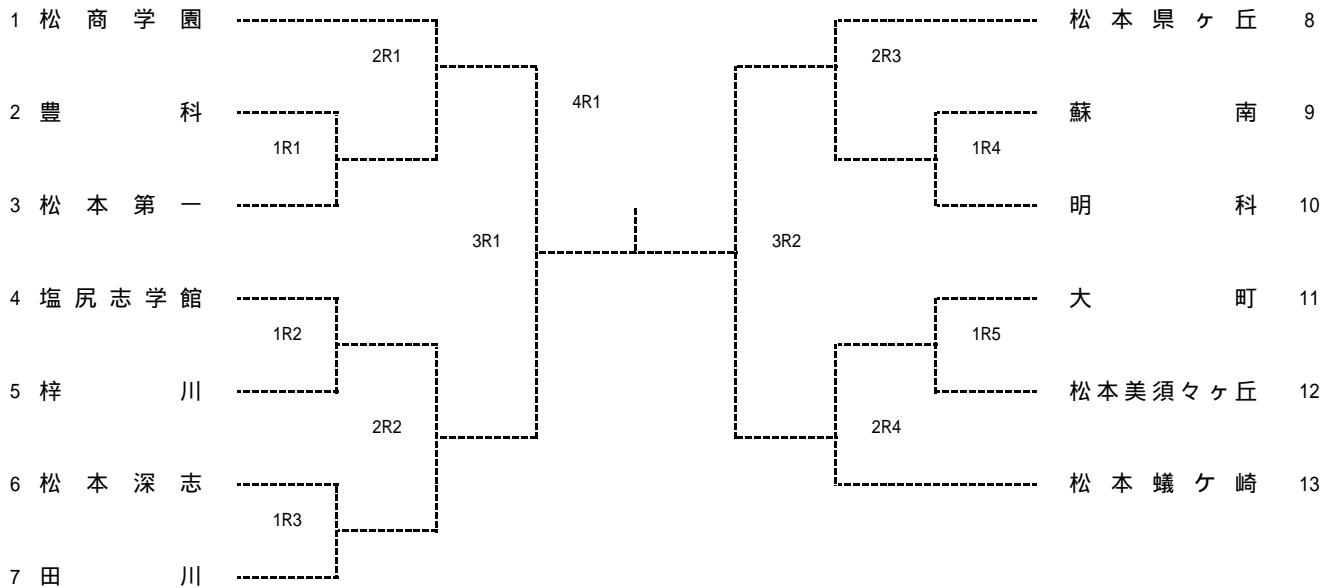 1 松商学園
2R1
2 豊科
1R1
3 松本第一
3R1
4 塩尻志学館
1R2
5 梓川
2R2
6 松本深志
1R3
7 田川
4R1
松本県ヶ丘 8
2R3
蘇南 9
1R4
明科 10
3R2
大町 11
1R5
松本美須々ヶ丘 12
2R4
松本蟻ケ崎 13